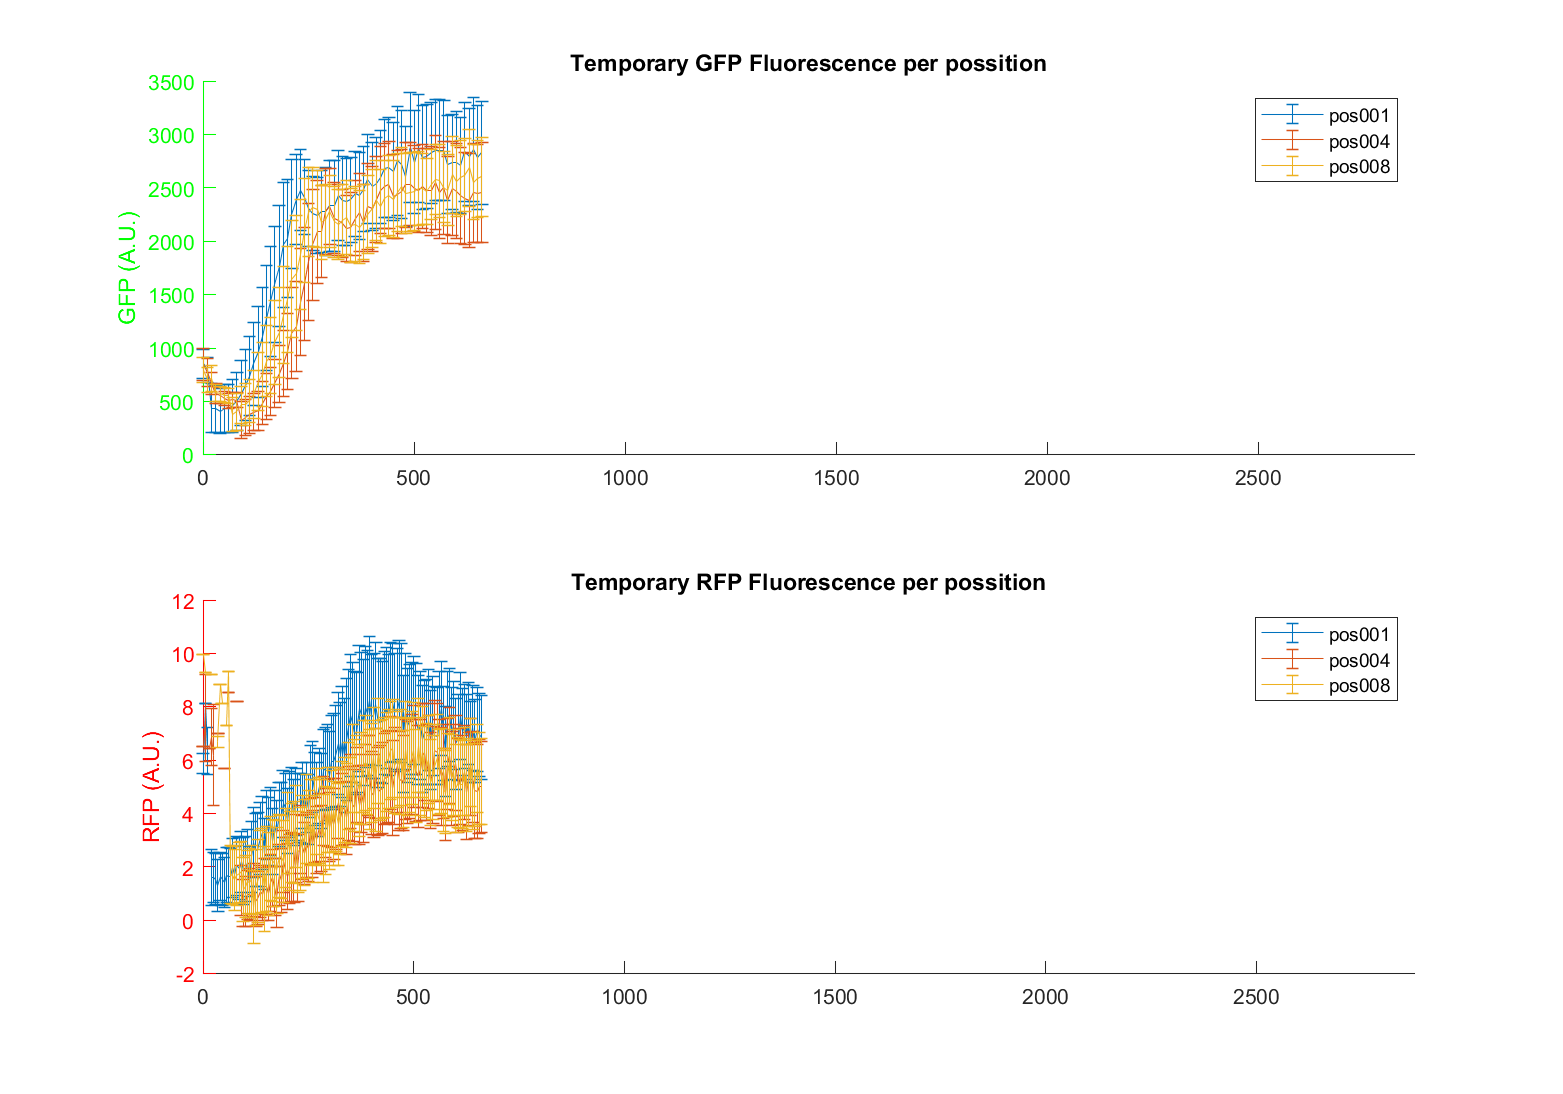 Temporary GFP Fluorescence per possition
3500
3000
2500
2000
1500
1000
500
0
GFP (A.U.)
0 500 1000 1500 2000 2500
pos001
pos004
pos008
Temporary RFP Fluorescence per possition
12
10
8
6
4
2
0
-2
RFP (A.U.)
0 500 1000 1500 2000 2500
pos001
pos004
pos008